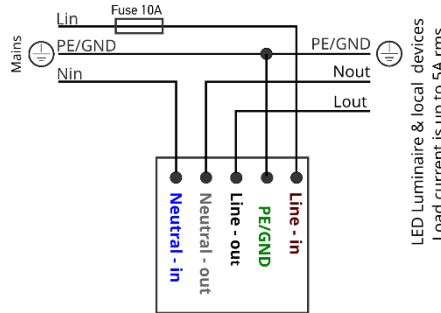 Fuse 10A
Lin
PE/GND
PE/GND
Mains
Nin
Nout
Lout
Neutral - in
Neutral - out
Line - out
PE/GND
Line - in
LED Luminaire & local devices
Load current is up to 5A rms